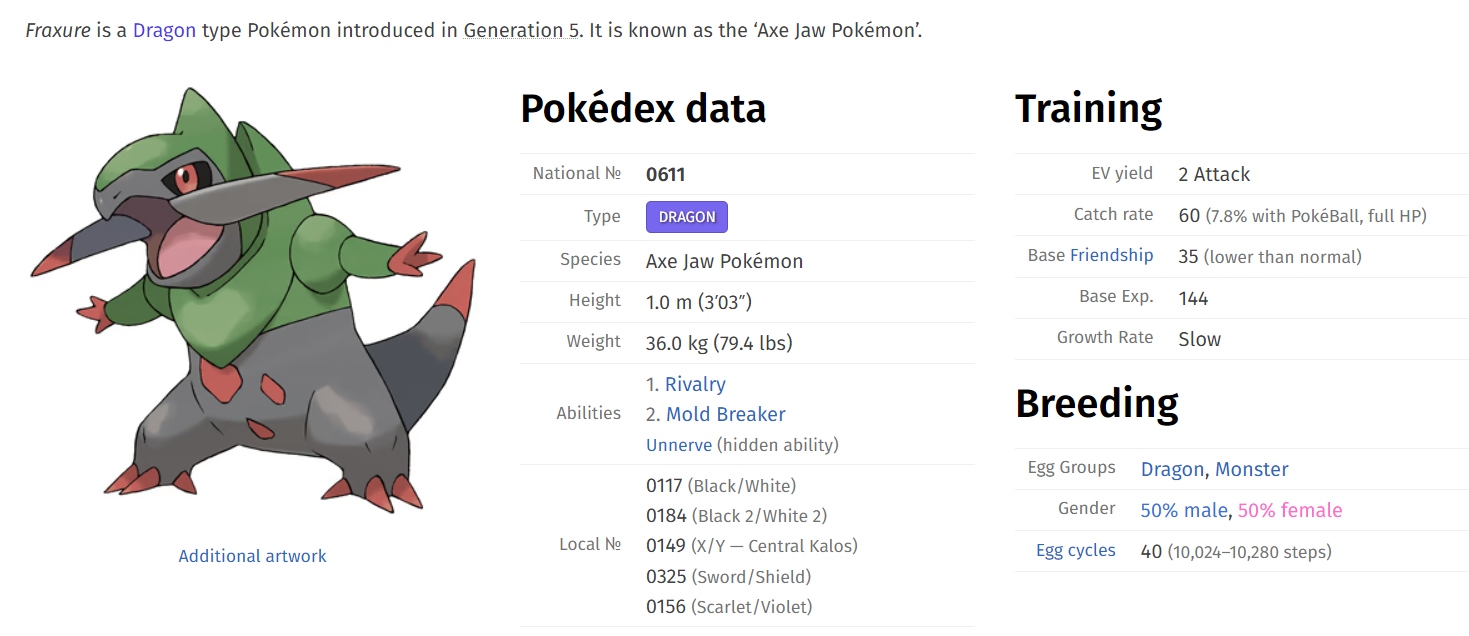 Fraxure is a Dragon type Pokémon introduced in Generation 5. It is known as the ‘Axe Jaw Pokémon’.
Additional artwork
Pokédex data
National № 0611
Type DRAGON
Species Axe Jaw Pokémon
Height 1.0 m (3′03″)
Weight 36.0 kg (79.4 lbs)
Abilities
1. Rivalry
2. Mold Breaker
Unnerve (hidden ability)
Local №
0117 (Black/White)
0184 (Black 2/White 2)
0149 (X/Y — Central Kalos)
0325 (Sword/Shield)
0156 (Scarlet/Violet)
Training
EV yield 2 Attack
Catch rate 60 (7.8% with PokéBall, full HP)
Base Friendship 35 (lower than normal)
Base Exp. 144
Growth Rate Slow
Breeding
Egg Groups Dragon, Monster
Gender 50% male, 50% female
Egg cycles 40 (10,024–10,280 steps)